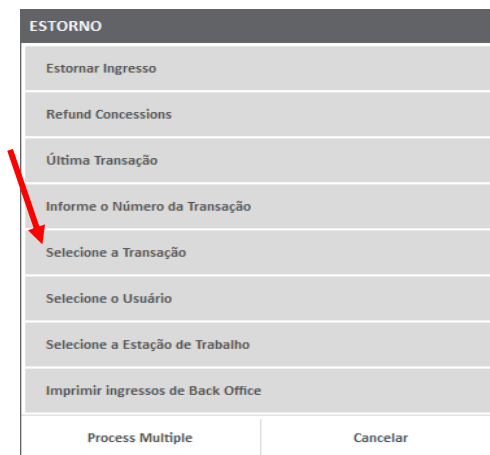 ESTORNO
Estornar Ingresso
Refund Concessions
Última Transação
Informe o Número da Transação
Selecione a Transação
Selecione o Usuário
Selecione a Estação de Trabalho
Imprimir ingressos de Back Office
Process Multiple Cancelar